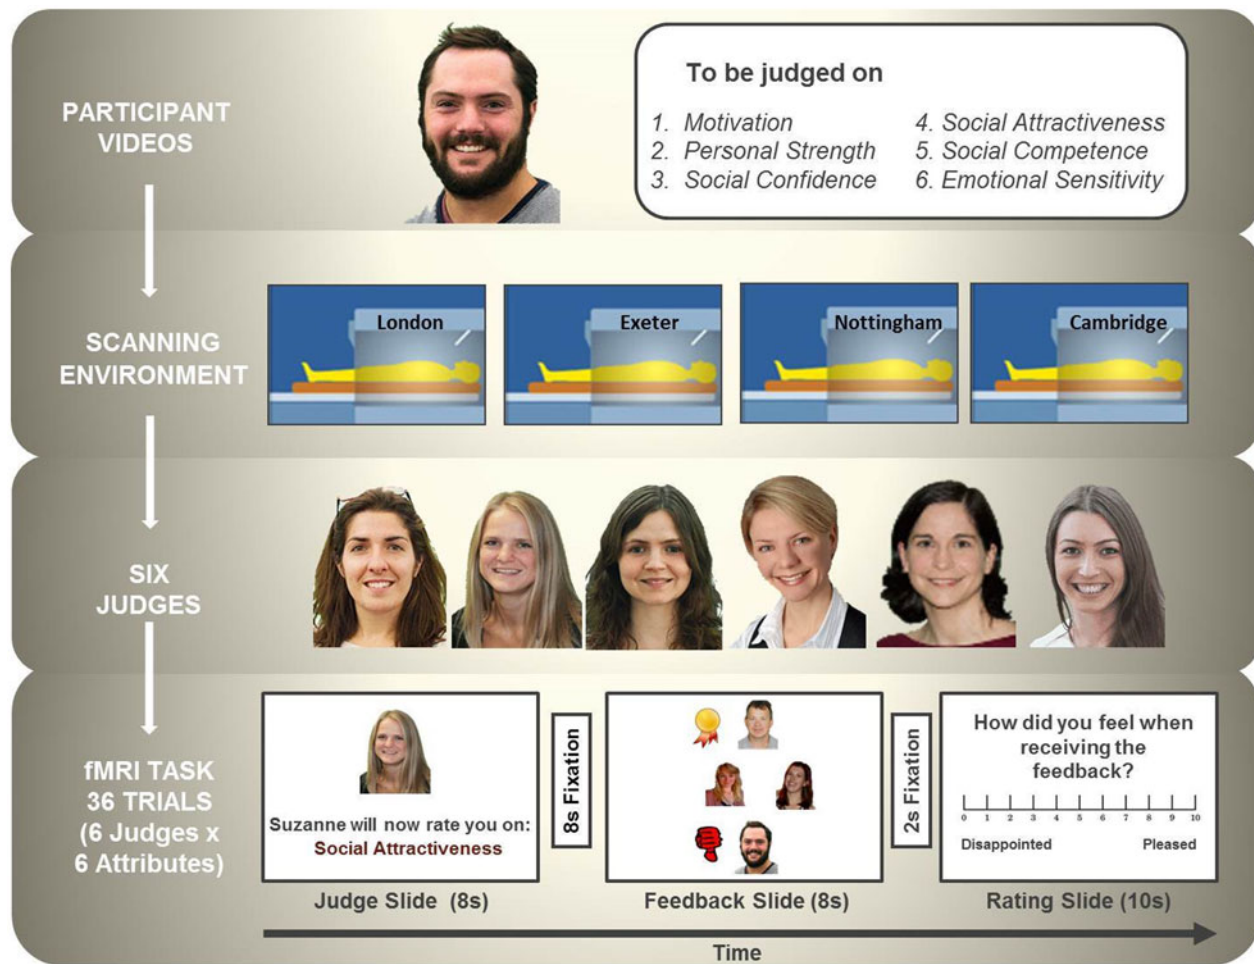 PARTICIPANT
VIDEOS
To be judged on
1. Motivation
2. Personal Strength
3. Social Confidence
4. Social Attractiveness
5. Social Competence
6. Emotional Sensitivity
SCANNING
ENVIRONMENT
London
Exeter
Nottingham
Cambridge
SIX
JUDGES
fMRI TASK
36 TRIALS
(6 Judges x
6 Attributes)
Suzanne will now rate you on:
Social Attractiveness
Judge Slide (8s)
8s Fixation
Feedback Slide (8s)
2s Fixation
How did you feel when
receiving the
feedback?
0 1 2 3 4 5 6 7 8 9 10
Disappointed Pleased
Rating Slide (10s)
Time